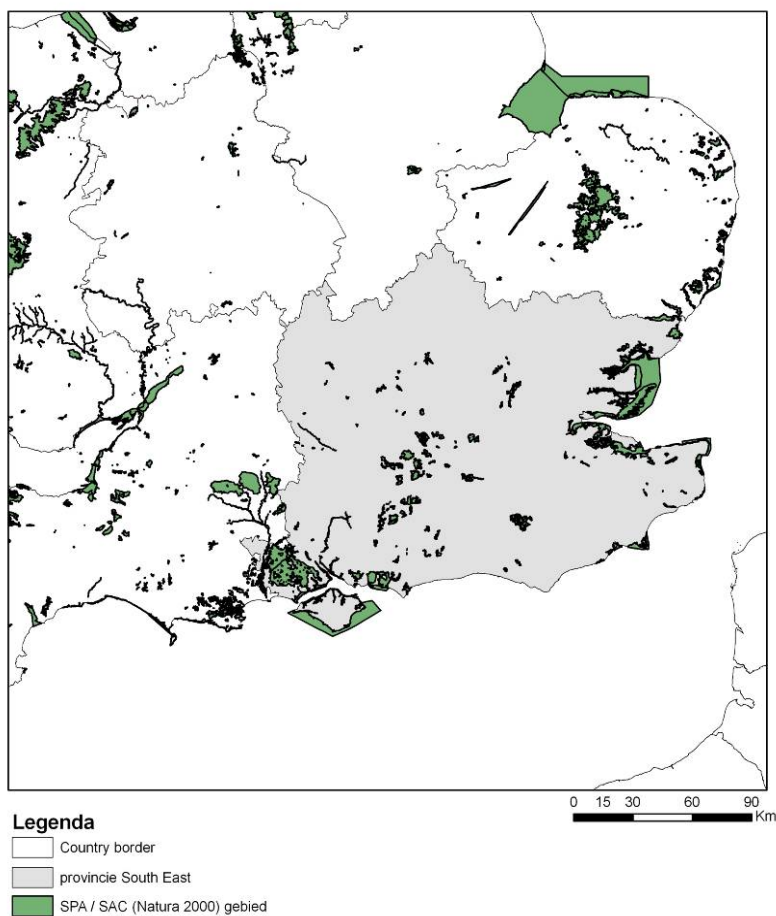 0 15 30 60 90
Km
Legenda
Country border
provincie South East
SPA / SAC (Natura 2000) gebied